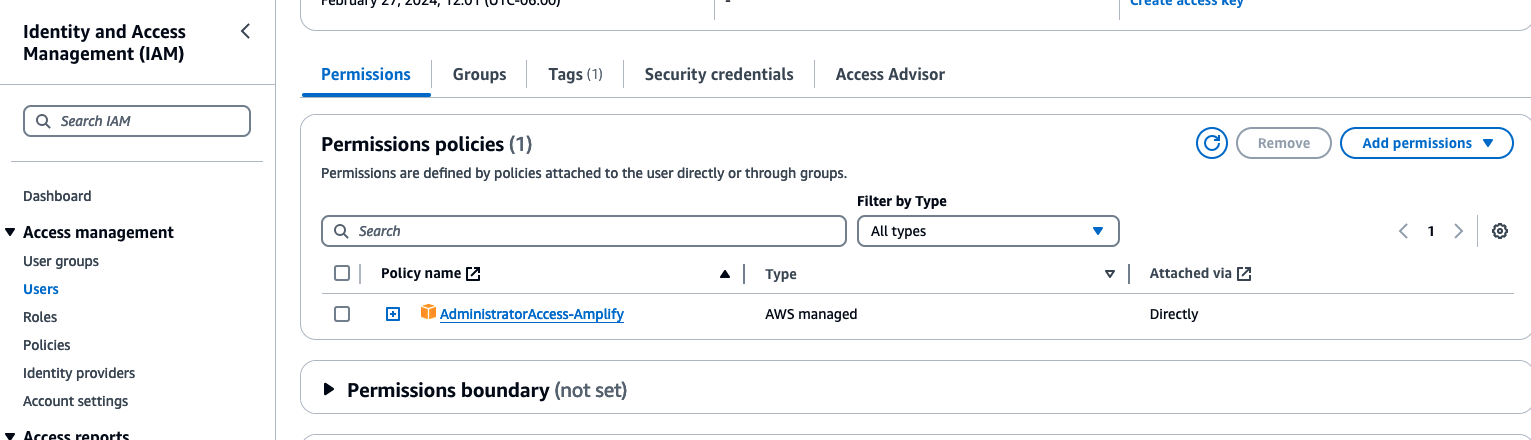 Identity and Access
Management (IAM)
Search IAM
Dashboard
Access management
User groups
Users
Roles
Policies
Identity providers
Account settings
Access reports
February 27, 2024, 12:01 (UTC-06:00)
-
Create access key
Permissions
Groups
Tags (1)
Security credentials
Access Advisor
Permissions policies (1)
Remove
Add permissions
Permissions are defined by policies attached to the user directly or through groups.
Filter by Type
Search
All types
1
Policy name
Type
Attached via
AdministratorAccess-Amplify
AWS managed
Directly
Permissions boundary (not set)